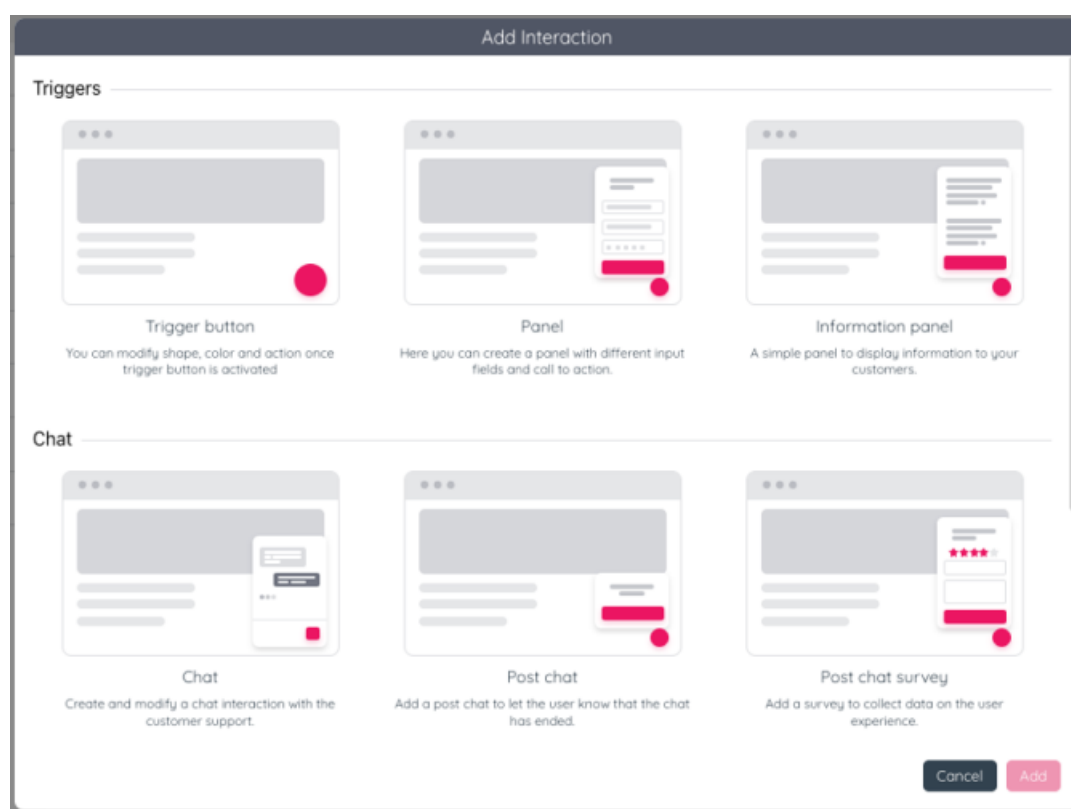 Add Interaction
Triggers
Trigger button
You can modify shape, color and action once
trigger button is activated
Panel
Here you can create a panel with different input
fields and call to action.
Information panel
A simple panel to display information to your
customers.
Chat
Chat
Create and modify a chat interaction with the
customer support.
Post chat
Add a post chat to let the user know that the chat
has ended.
Post chat survey
Add a survey to collect data on the user
experience.
Cancel
Add